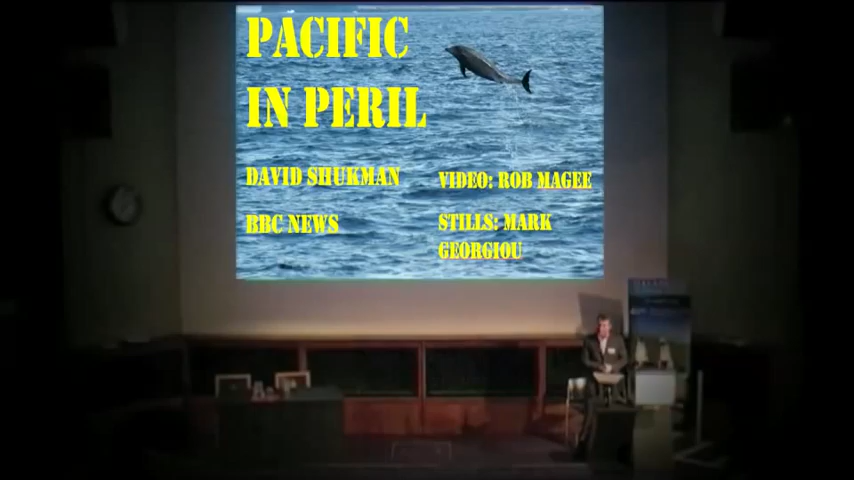 PACIFIC
IN PERIL
DAVID SHUKMAN
BBC NEWS
VIDEO: ROB MAGEE
STILLS: MARK
GEORGIOU